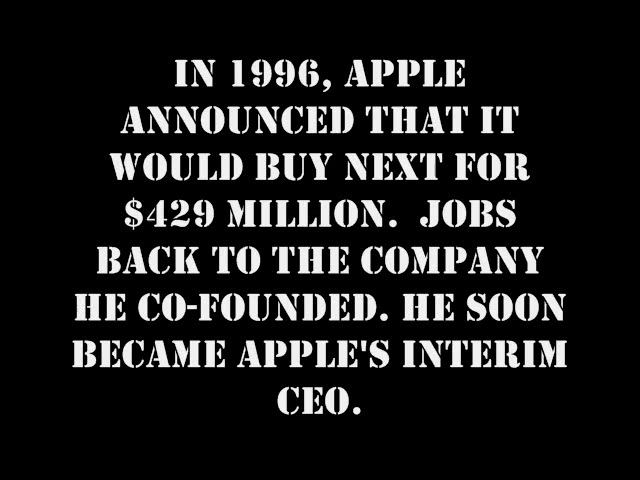 IN 1996, APPLE
ANNOUNCED THAT IT
WOULD BUY NEXT FOR
$429 MILLION.  JOBS
BACK TO THE COMPANY
HE CO-FOUNDED. HE SOON
BECAME APPLE'S INTERIM
CEO.